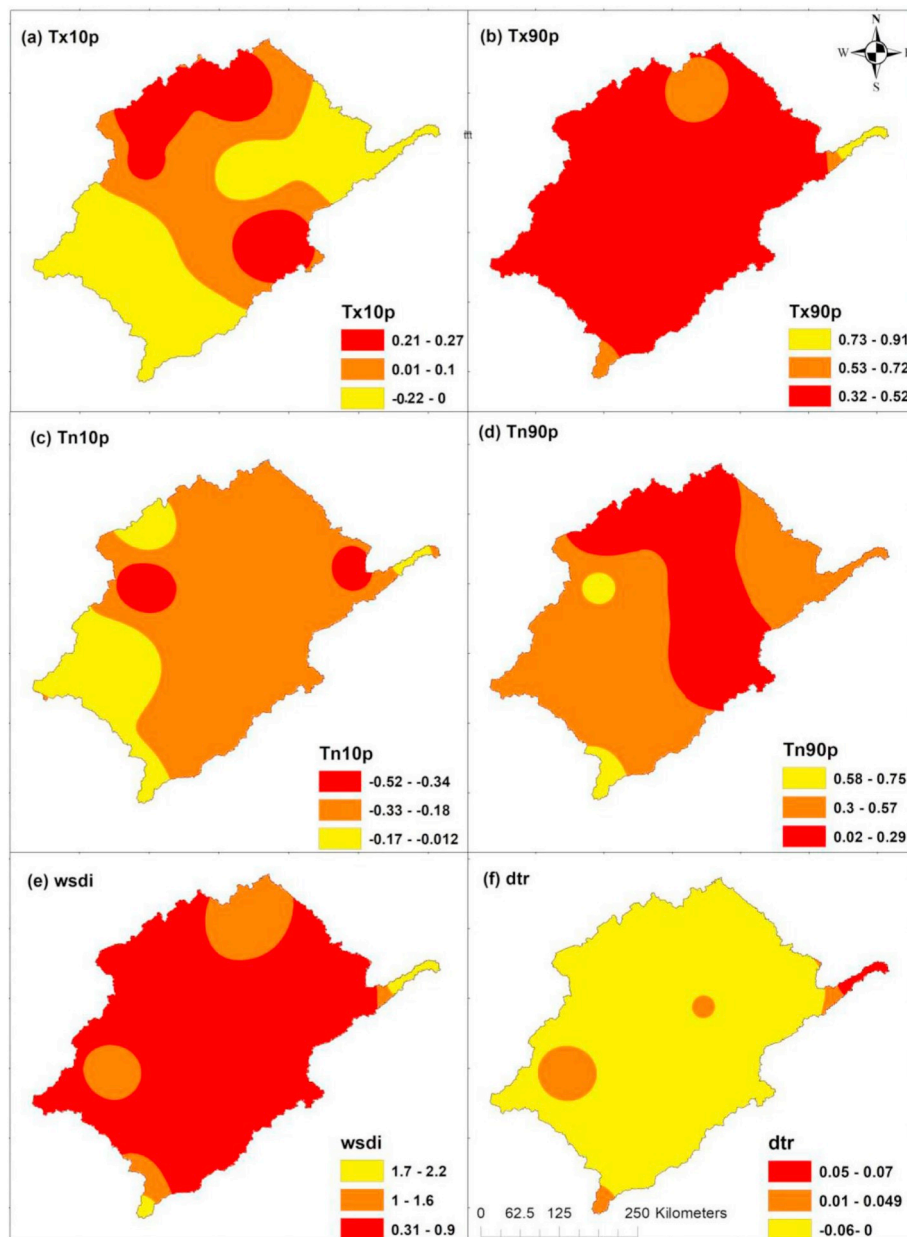 (a) Tx10p
Tx10p
0.21 - 0.27
0.01 - 0.1
-0.22 - 0
(b) Tx90p
N
W
S
Tx90p
0.73 - 0.91
0.53 - 0.72
0.32 - 0.52
(c) Tn10p
Tn10p
-0.52 - -0.34
-0.33 - -0.18
-0.17 - -0.012
(d) Tn90p
Tn90p
0.58 - 0.75
0.3 - 0.57
0.02 - 0.29
(e) wsdi
wsdi
1.7 - 2.2
1 - 1.6
0.31 - 0.9
(f) dtr
dtr
0.05 - 0.07
0.01 - 0.049
-0.06- 0
0 62.5 125 250 Kilometers